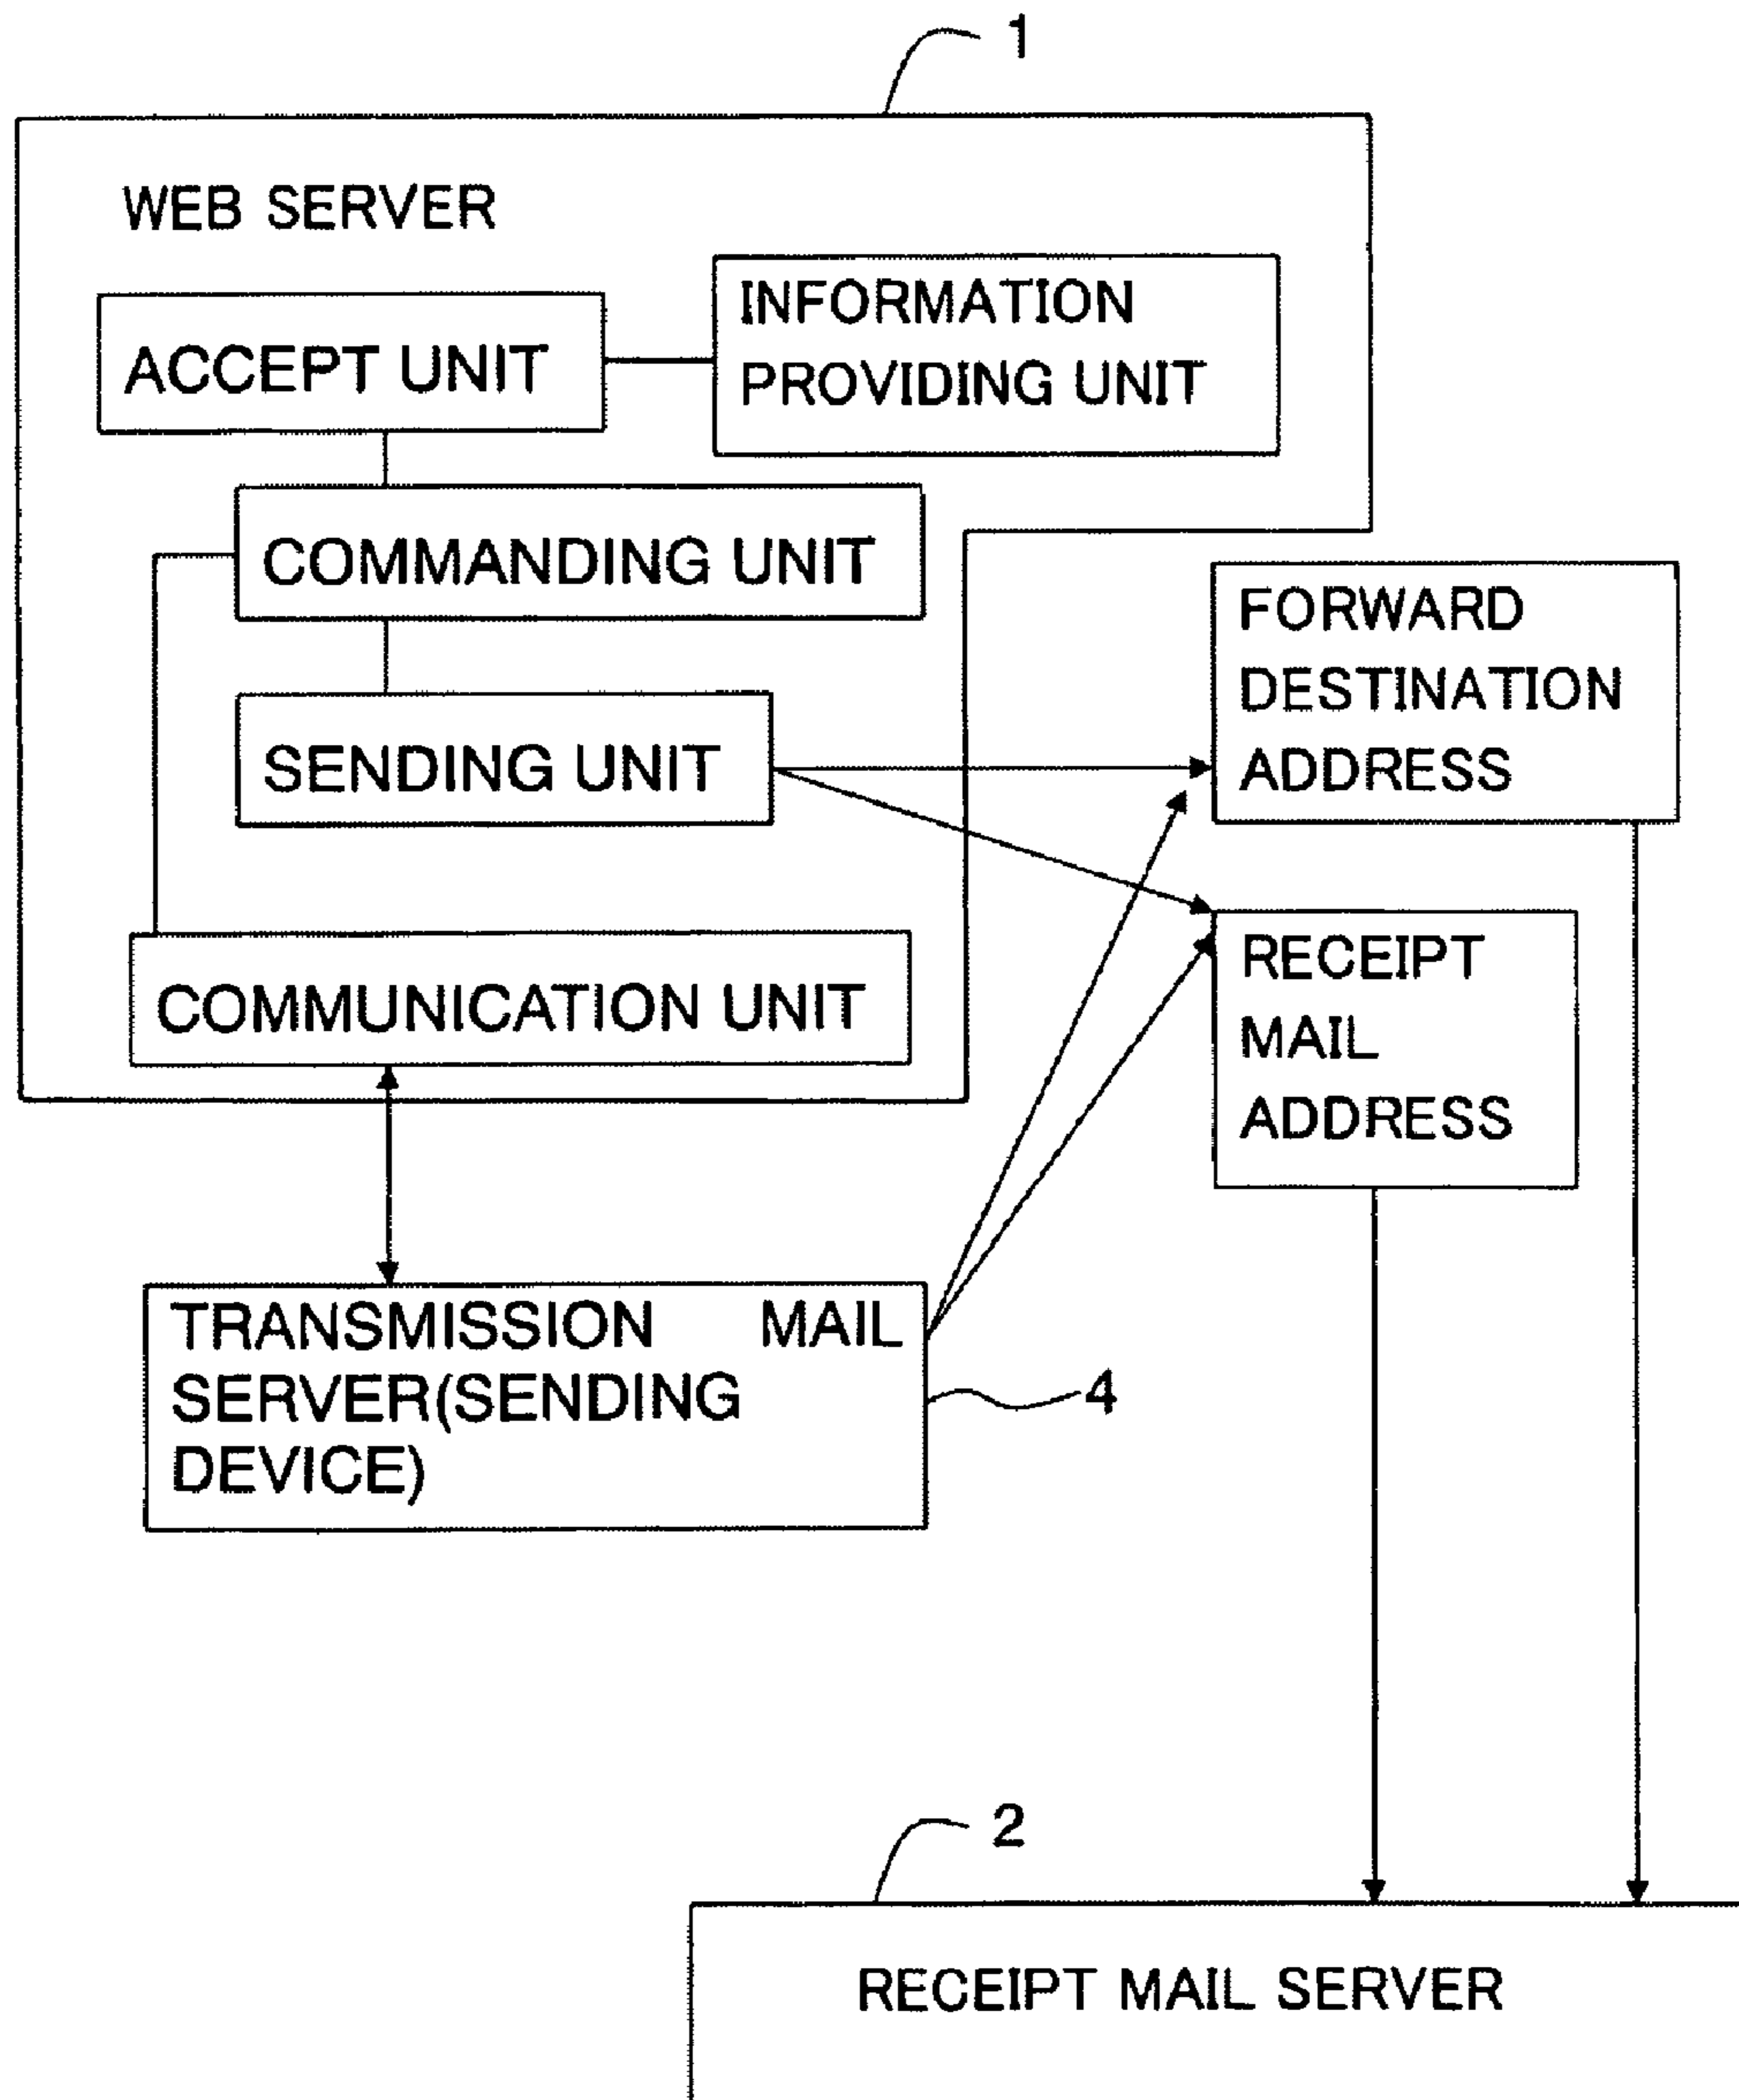 1
WEB SERVER
INFORMATION
PROVIDING UNIT
ACCEPT UNIT
COMMANDING UNIT
FORWARD
DESTINATION
ADDRESS
SENDING UNIT
RECEIPT
MAIL
ADDRESS
COMMUNICATION UNIT
TRANSMISSION MAIL
SERVER(SENDING
DEVICE)
4
2
RECEIPT MAIL SERVER